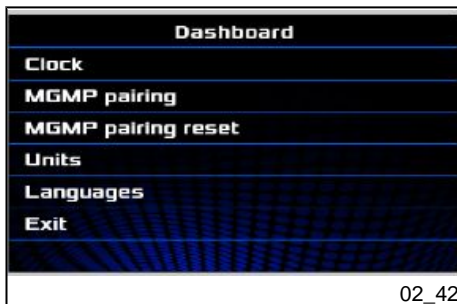 Dashboard
Clock
MGMP pairing
MGMP pairing reset
Units
Languages
Exit
02_42